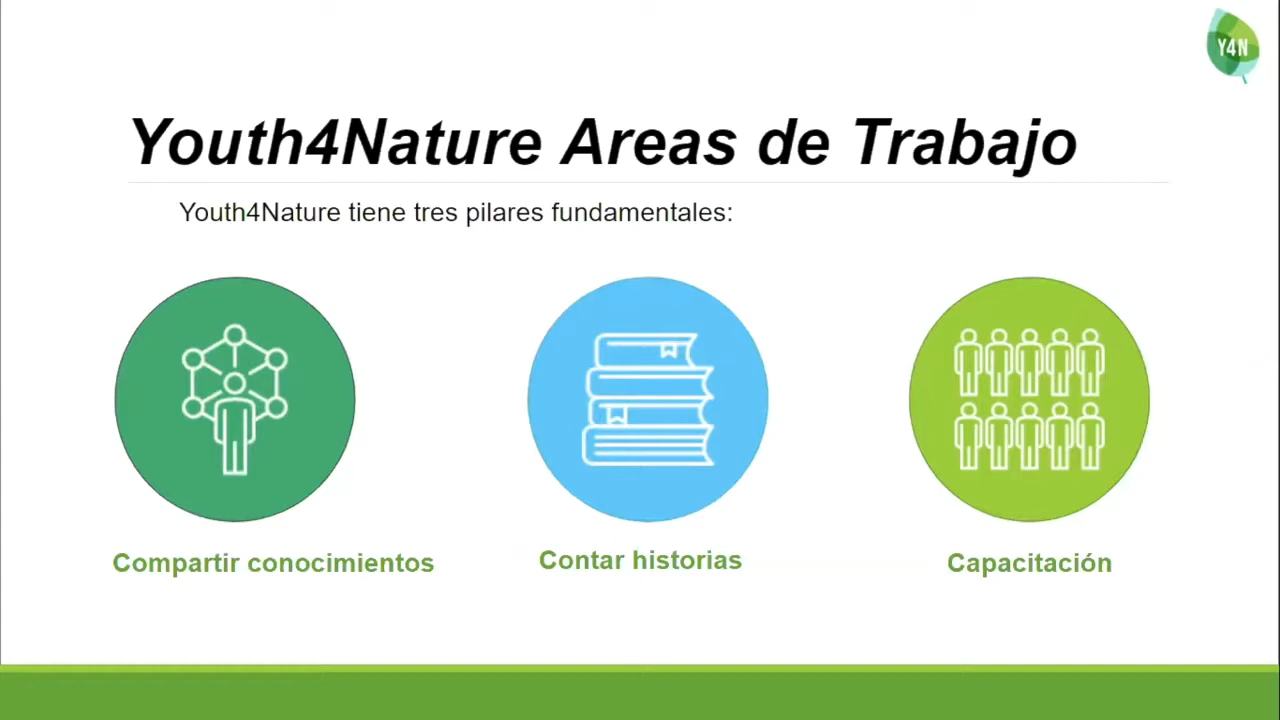 Y4N
Youth4Nature Areas de Trabajo
Youth4Nature tiene tres pilares fundamentales:
Compartir conocimientos
Contar historias
Capacitación